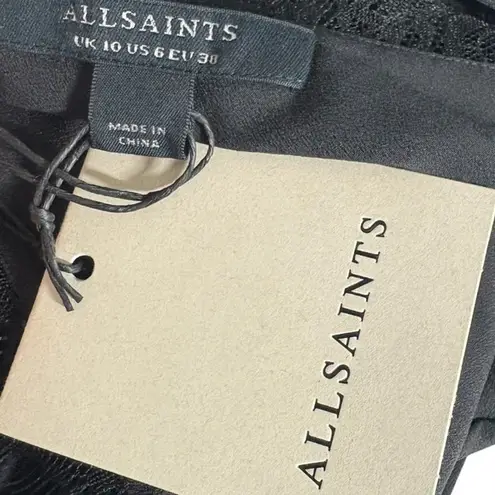 ALLSAINTS
UK 10 US 6 EU 38
MADE IN
CHINA
ALLSAINTS